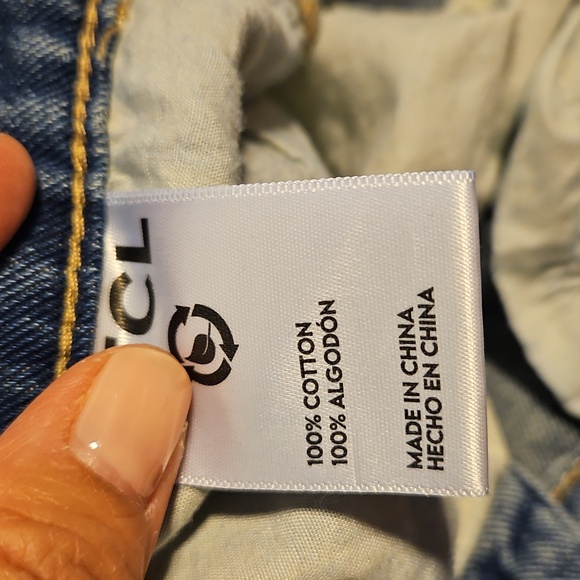 100% COTTON
100% ALGODÓN
MADE IN CHINA
HECHO EN CHINA